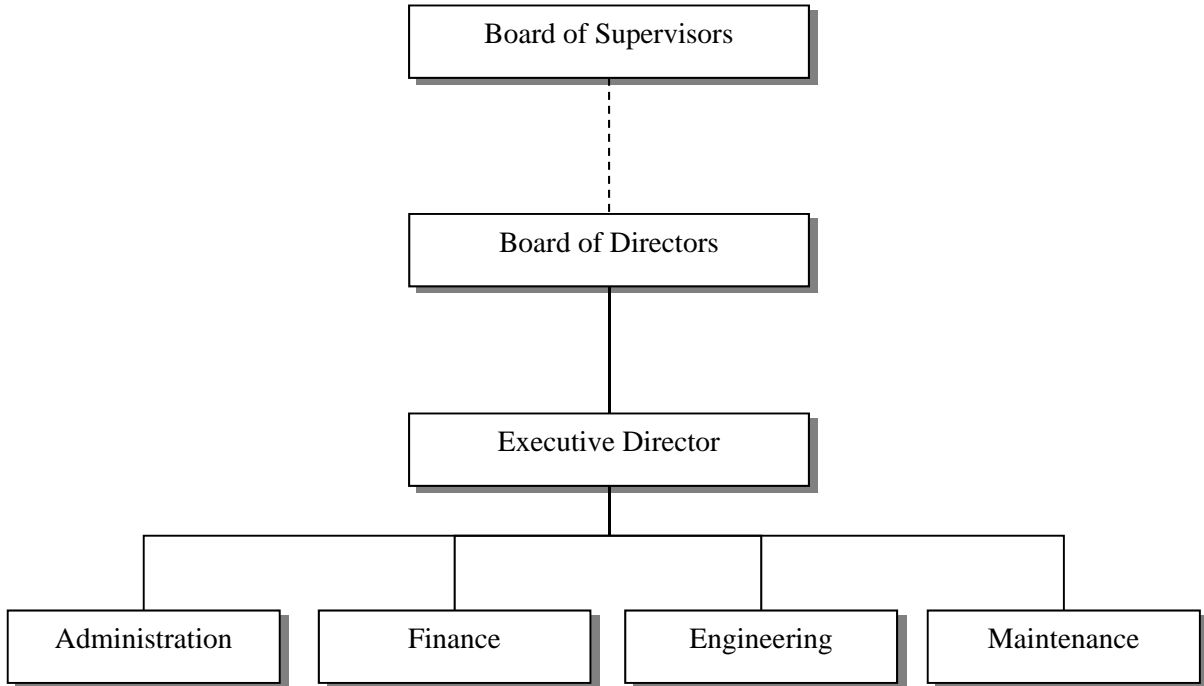 Board of Supervisors
Board of Directors
Executive Director
Administration
Finance
Engineering
Maintenance